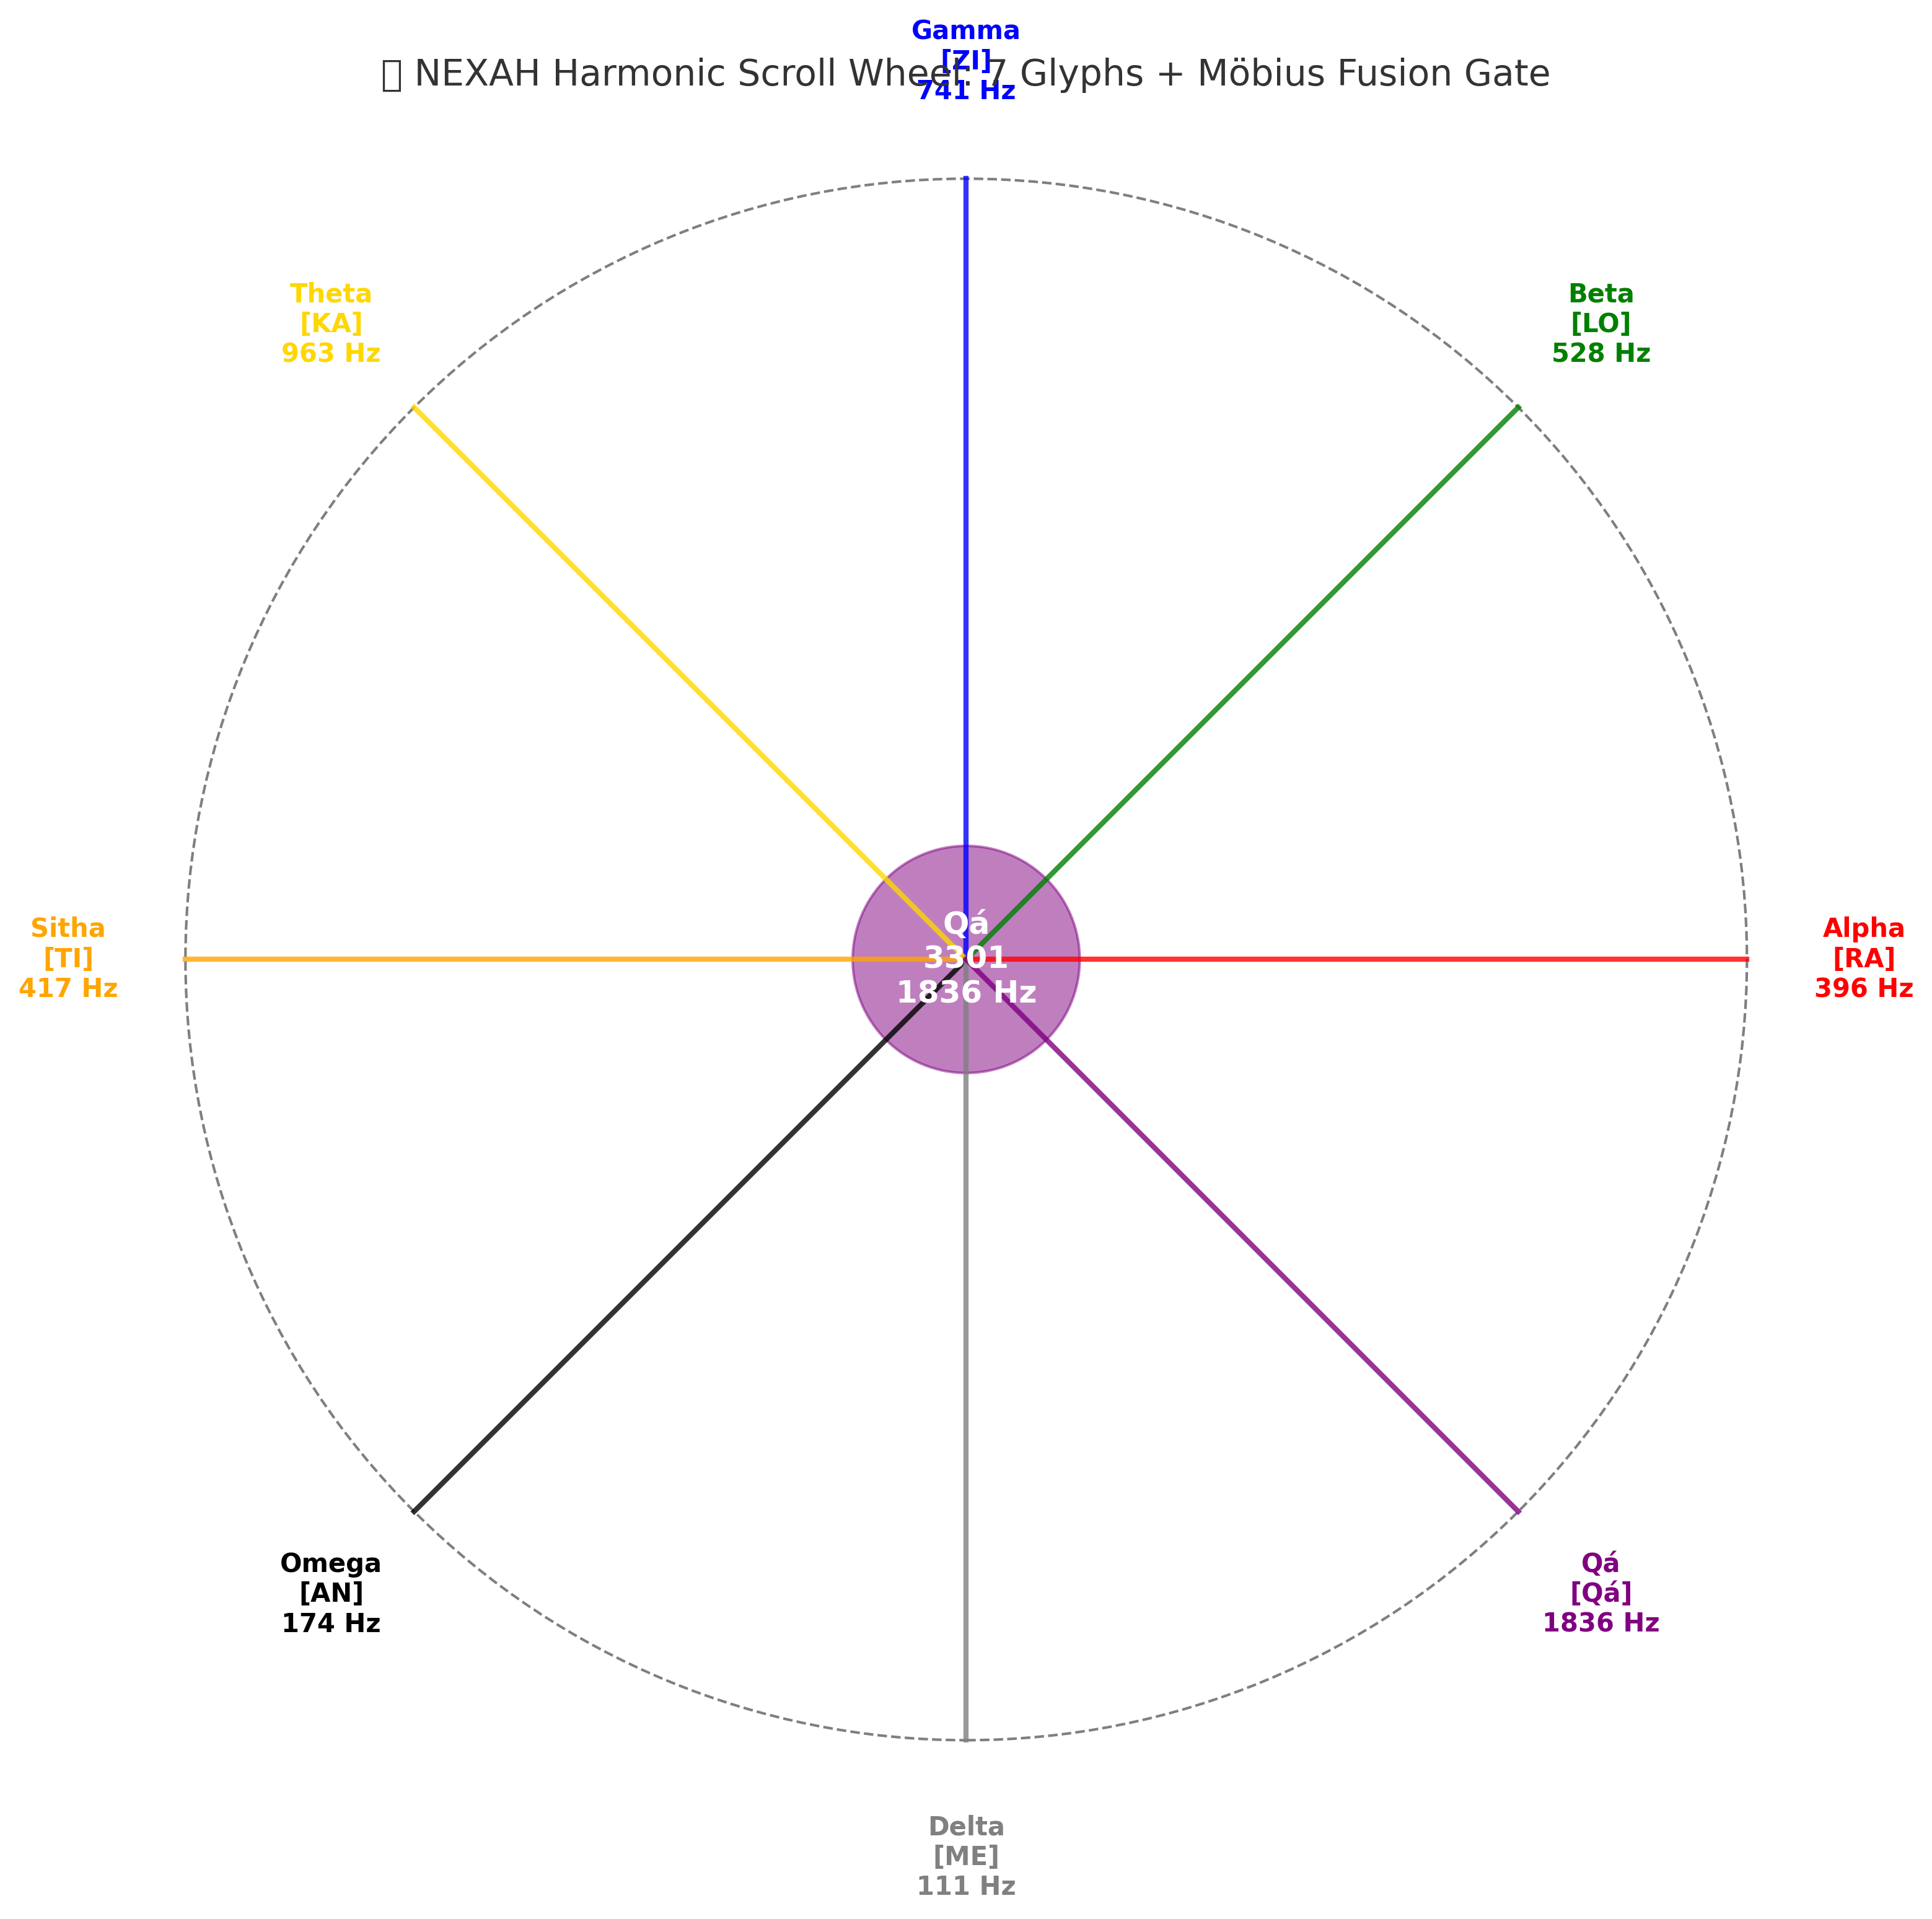 Gamma
[ZI]
741 Hz
▯ NEXAH Harmonic Scroll Wheel: 7 Glyphs + Möbius Fusion Gate
Theta
[KA]
963 Hz
Beta
[LO]
528 Hz
Sitha
[TI]
417 Hz
Qá
3301
1836 Hz
Alpha
[RA]
396 Hz
Omega
[AN]
174 Hz
Qá
[Qá]
1836 Hz
Delta
[ME]
111 Hz